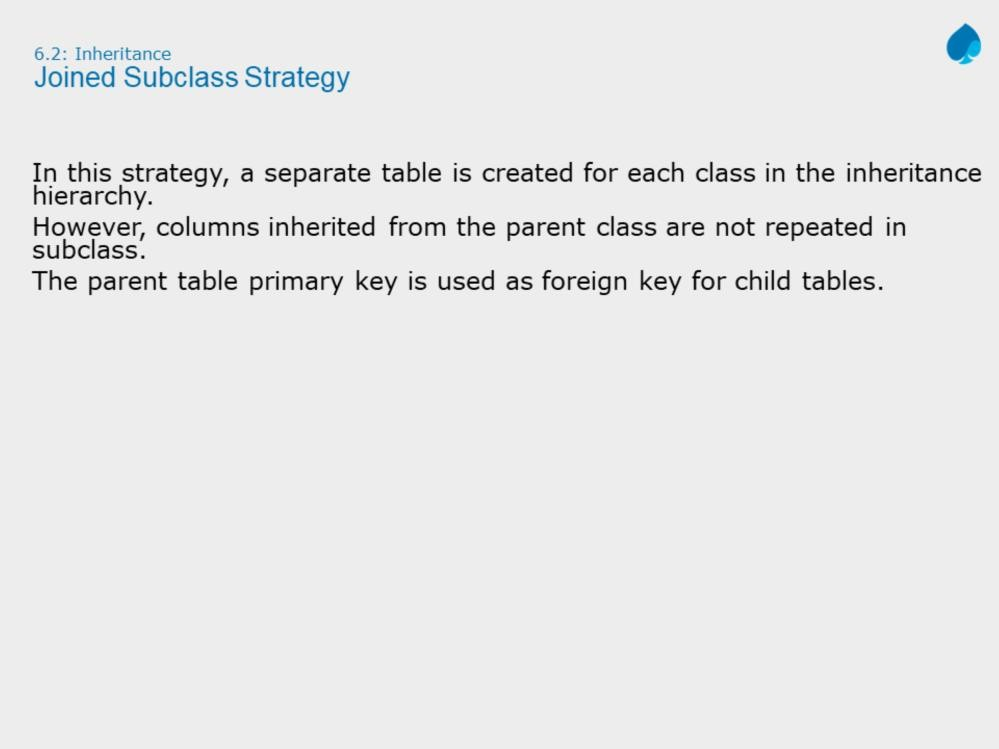 6.2: Inheritance
Joined Subclass Strategy
In this strategy, a separate table is created for each class in the inheritance
hierarchy.
However, columns inherited from the parent class are not repeated in
subclass.
The parent table primary key is used as foreign key for child tables.